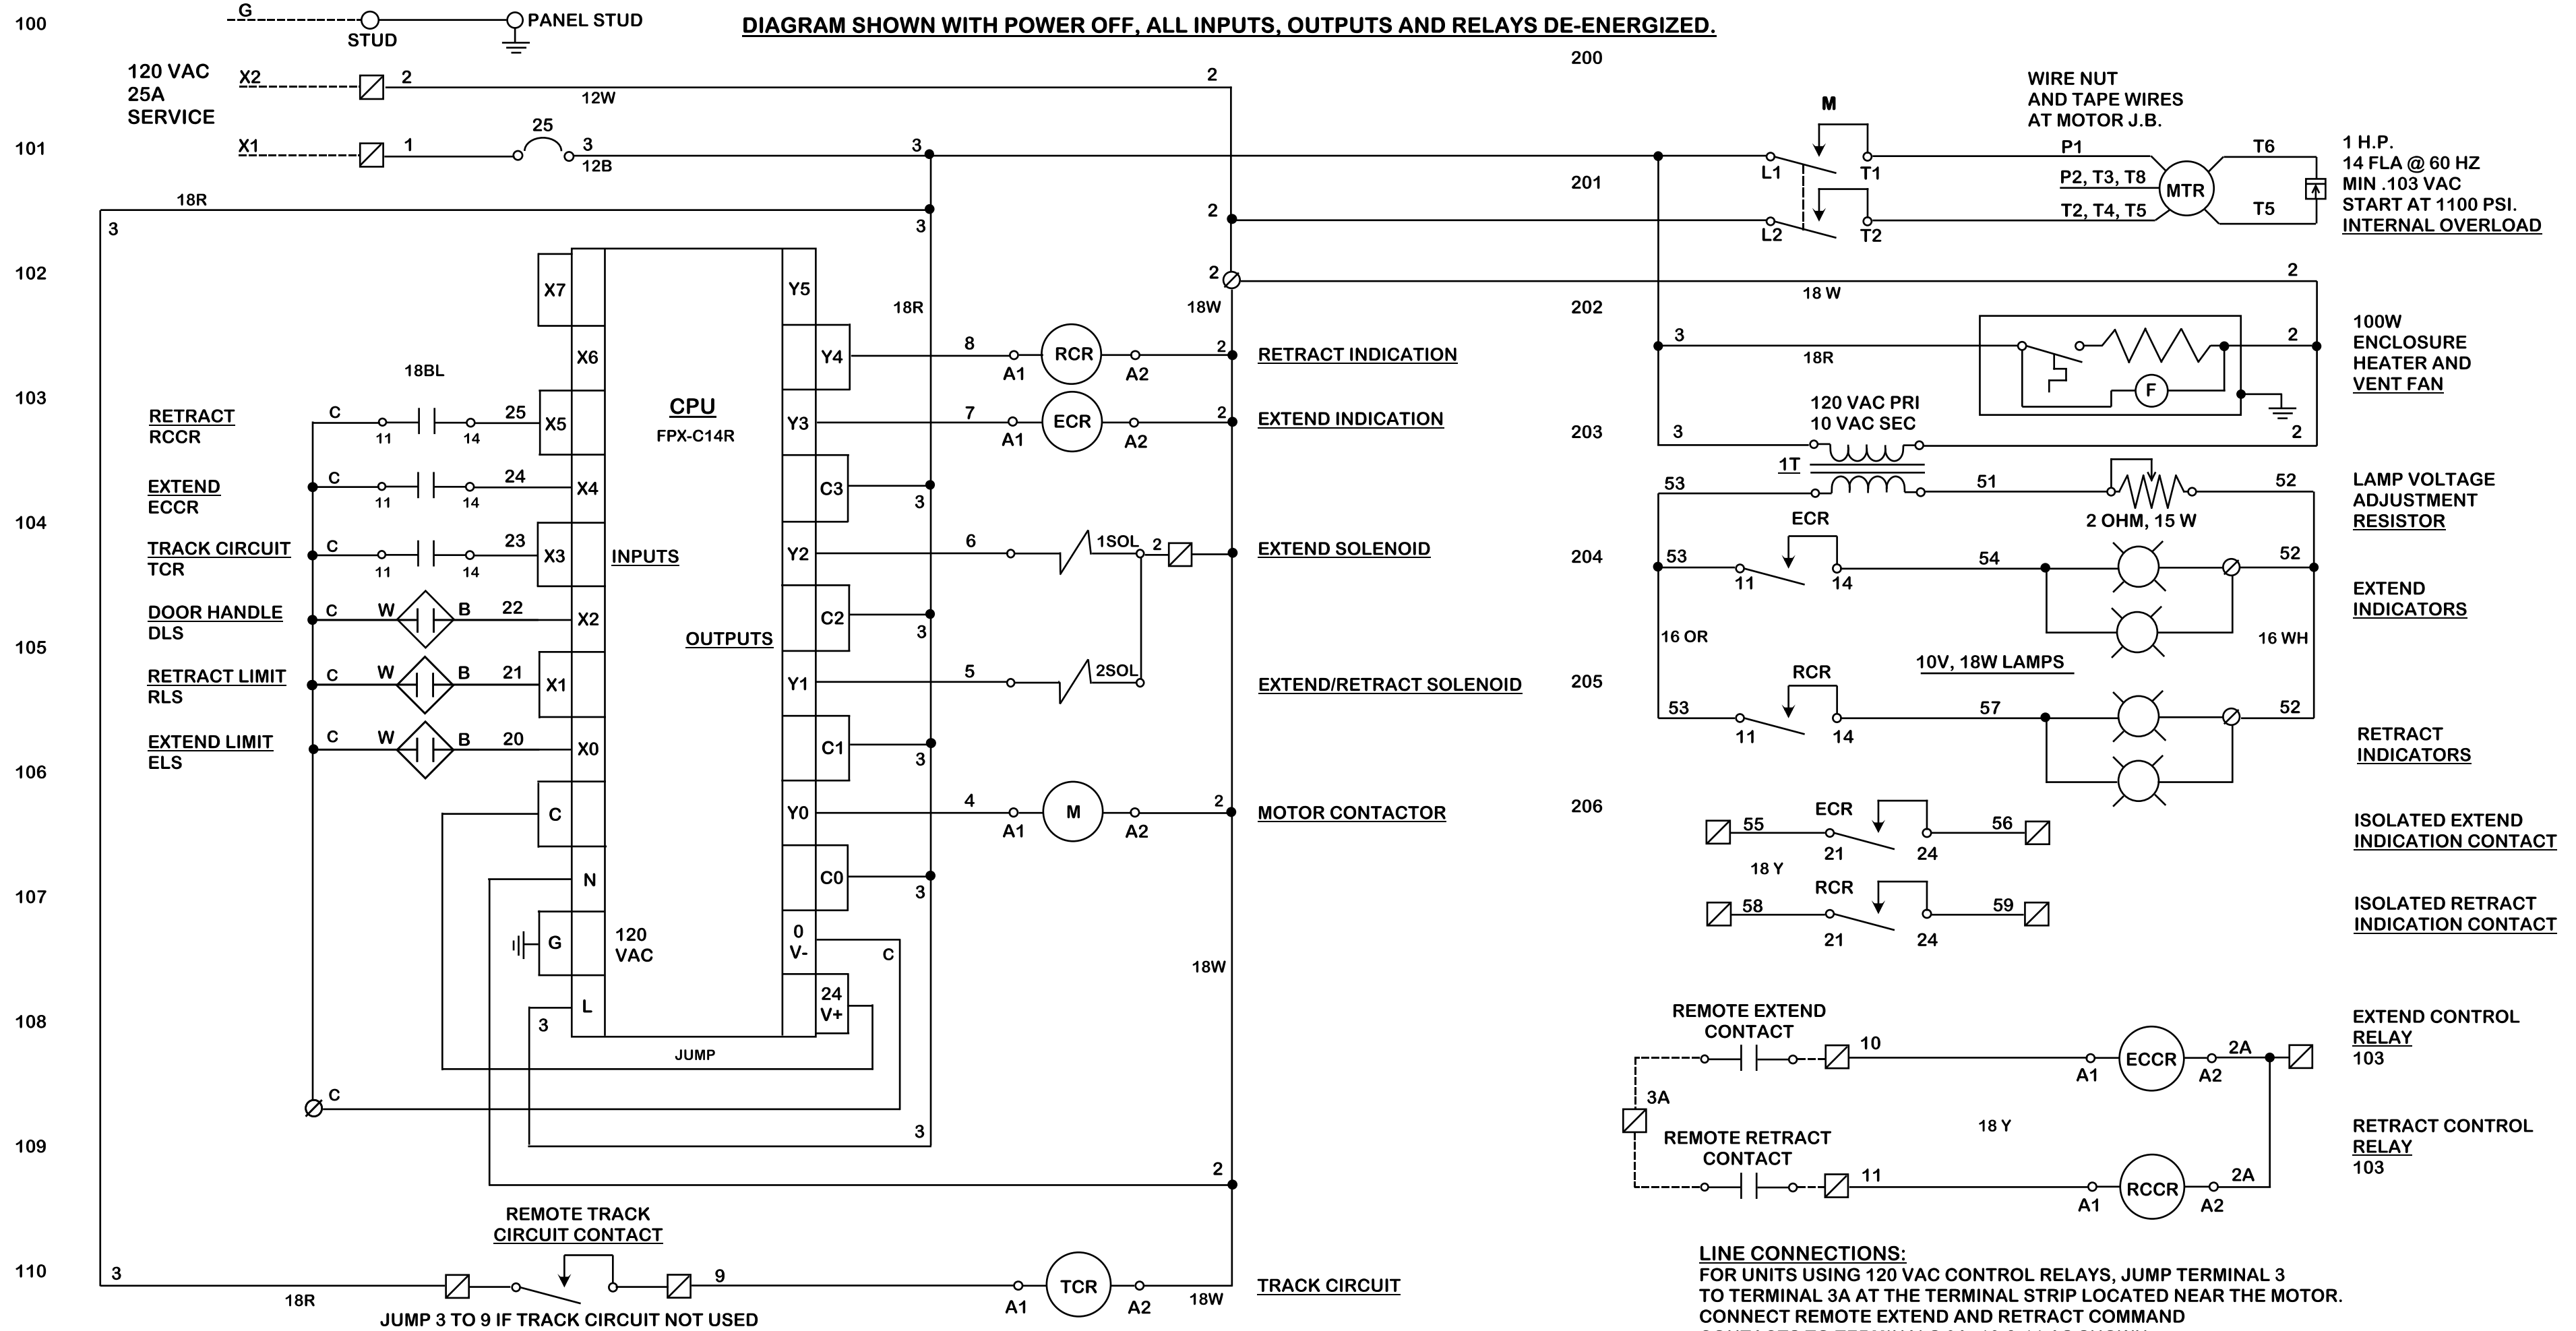 DIAGRAM SHOWN WITH POWER OFF, ALL INPUTS, OUTPUTS AND RELAYS DE-ENERGIZED.
100
G
STUD
PANEL STUD
120 VAC
25A
SERVICE
X2
2
12W
2
X1
1
25
3
12B
3
101
18R
3
3
2
102
2
18R
18W
X7
X6
X5
X4
X3
X2
X1
X0
C
N
G
L
INPUTS
120
VAC
CPU
FPX-C14R
OUTPUTS
Y5
Y4
Y3
C3
Y2
C2
Y1
C1
Y0
C0
0
V-
24
V+
8
A1
RCR
A2
2
RETRACT INDICATION
103
18BL
RETRACT
RCCR
C
11
14
25
7
A1
ECR
A2
2
EXTEND INDICATION
EXTEND
ECCR
C
11
14
24
3
104
TRACK CIRCUIT
TCR
C
11
14
23
6
1SOL
2
EXTEND SOLENOID
DOOR HANDLE
DLS
C
W
B
22
3
105
RETRACT LIMIT
RLS
C
W
B
21
5
2SOL
EXTEND/RETRACT SOLENOID
EXTEND LIMIT
ELS
C
W
B
20
3
106
4
A1
M
A2
2
MOTOR CONTACTOR
107
3
C
18W
108
3
JUMP
C
109
3
2
REMOTE TRACK
CIRCUIT CONTACT
110
3
18R
9
A1
TCR
A2
18W
TRACK CIRCUIT
JUMP 3 TO 9 IF TRACK CIRCUIT NOT USED
200
WIRE NUT
AND TAPE WIRES
AT MOTOR J.B.
M
L1
T1
P1
T6
201
P2, T3, T8
MTR
L2
T2
T2, T4, T5
T5
1 H.P.
14 FLA @ 60 HZ
MIN .103 VAC
START AT 1100 PSI.
INTERNAL OVERLOAD
2
18 W
202
3
18R
F
2
100W
ENCLOSURE
HEATER AND
VENT FAN
120 VAC PRI
10 VAC SEC
203
3
2
1T
53
51
52
2 OHM, 15 W
LAMP VOLTAGE
ADJUSTMENT
RESISTOR
204
ECR
53
11
14
54
52
EXTEND
INDICATORS
16 OR
16 WH
10V, 18W LAMPS
205
RCR
53
11
14
57
52
RETRACT
INDICATORS
206
ECR
55
21
24
56
ISOLATED EXTEND
INDICATION CONTACT
18 Y
RCR
58
21
24
59
ISOLATED RETRACT
INDICATION CONTACT
REMOTE EXTEND
CONTACT
10
A1
ECCR
A2
2A
EXTEND CONTROL
RELAY
103
3A
18 Y
REMOTE RETRACT
CONTACT
11
A1
RCCR
A2
2A
RETRACT CONTROL
RELAY
103
LINE CONNECTIONS:
FOR UNITS USING 120 VAC CONTROL RELAYS, JUMP TERMINAL 3
TO TERMINAL 3A AT THE TERMINAL STRIP LOCATED NEAR THE MOTOR.
CONNECT REMOTE EXTEND AND RETRACT COMMAND